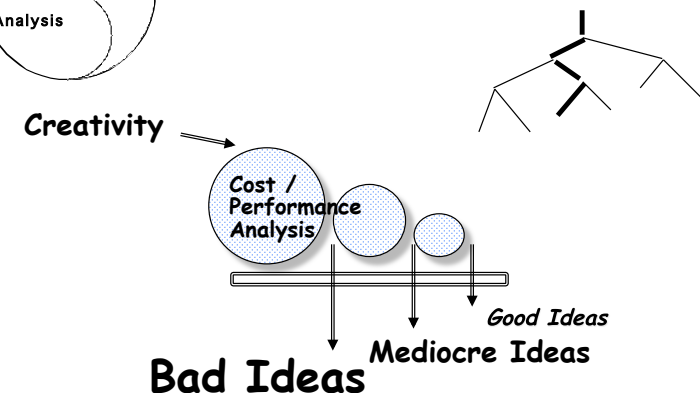 Analysis
Creativity
Cost /
Performance
Analysis
Good Ideas
Mediocre Ideas
Bad Ideas